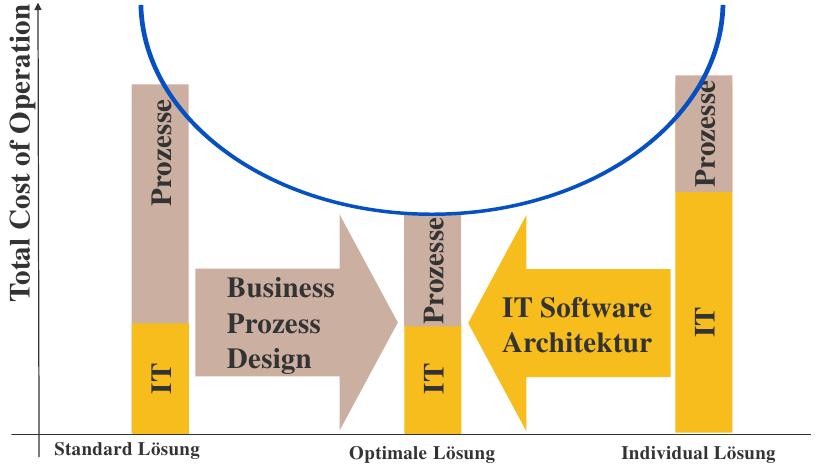 Total Cost of Operation
Prozesse
IT
Business
Prozess
Design
Prozesse
IT
IT Software
Architektur
Prozesse
IT
Standard Lösung
Optimale Lösung
Individual Lösung